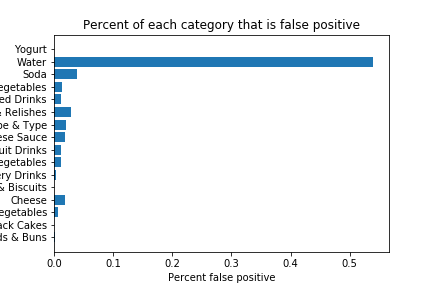 Percent of each category that is false positive
Yogurt
Water
Soda
egetables
ed Drinks
& Relishes
pe & Type
ese Sauce
uit Drinks
egetables
ry Drinks
& Biscuits
Cheese
egetables
ack Cakes
ds & Buns
0.0 0.1 0.2 0.3 0.4 0.5
Percent false positive